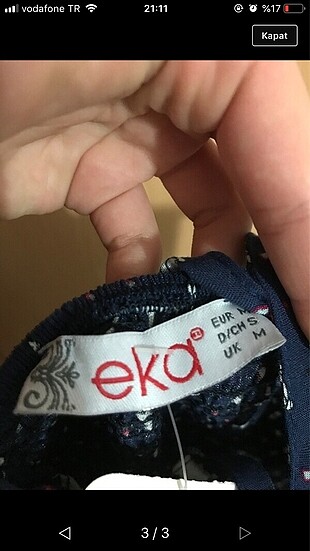 vodafone TR
21:11
%17
Kapat
eka
EUR
D/CH S
UK M
3 / 3